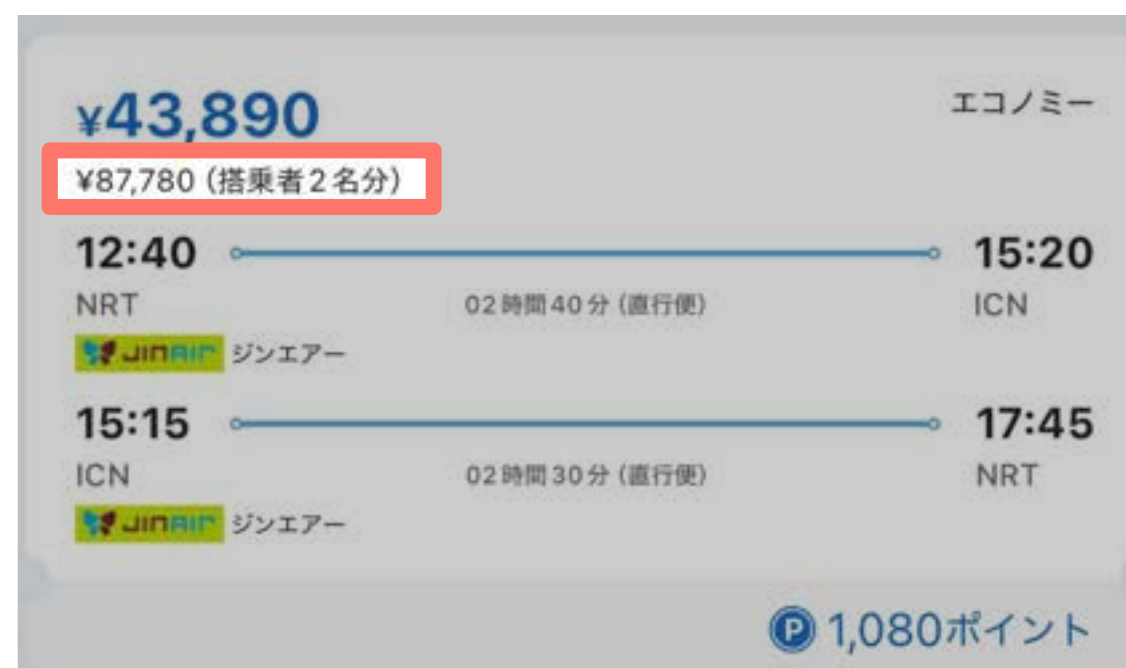 ¥43,890
エコノミー
¥87,780（搭乗者2名分）
12:40
15:20
NRT
02時間40分（直行便）
ICN
JINAIR ジンエアー
15:15
17:45
ICN
02時間30分（直行便）
NRT
JINAIR ジンエアー
P 1,080ポイント